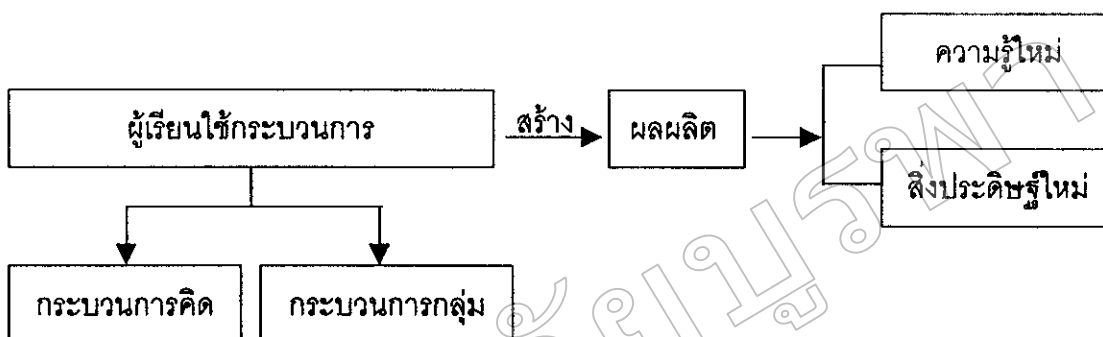 ความรู้ใหม่
ผู้เรียนใช้กระบวนการ
สร้าง
ผลผลิต
สิ่งประดิษฐ์ใหม่
กระบวนการคิด
กระบวนการกลุ่ม